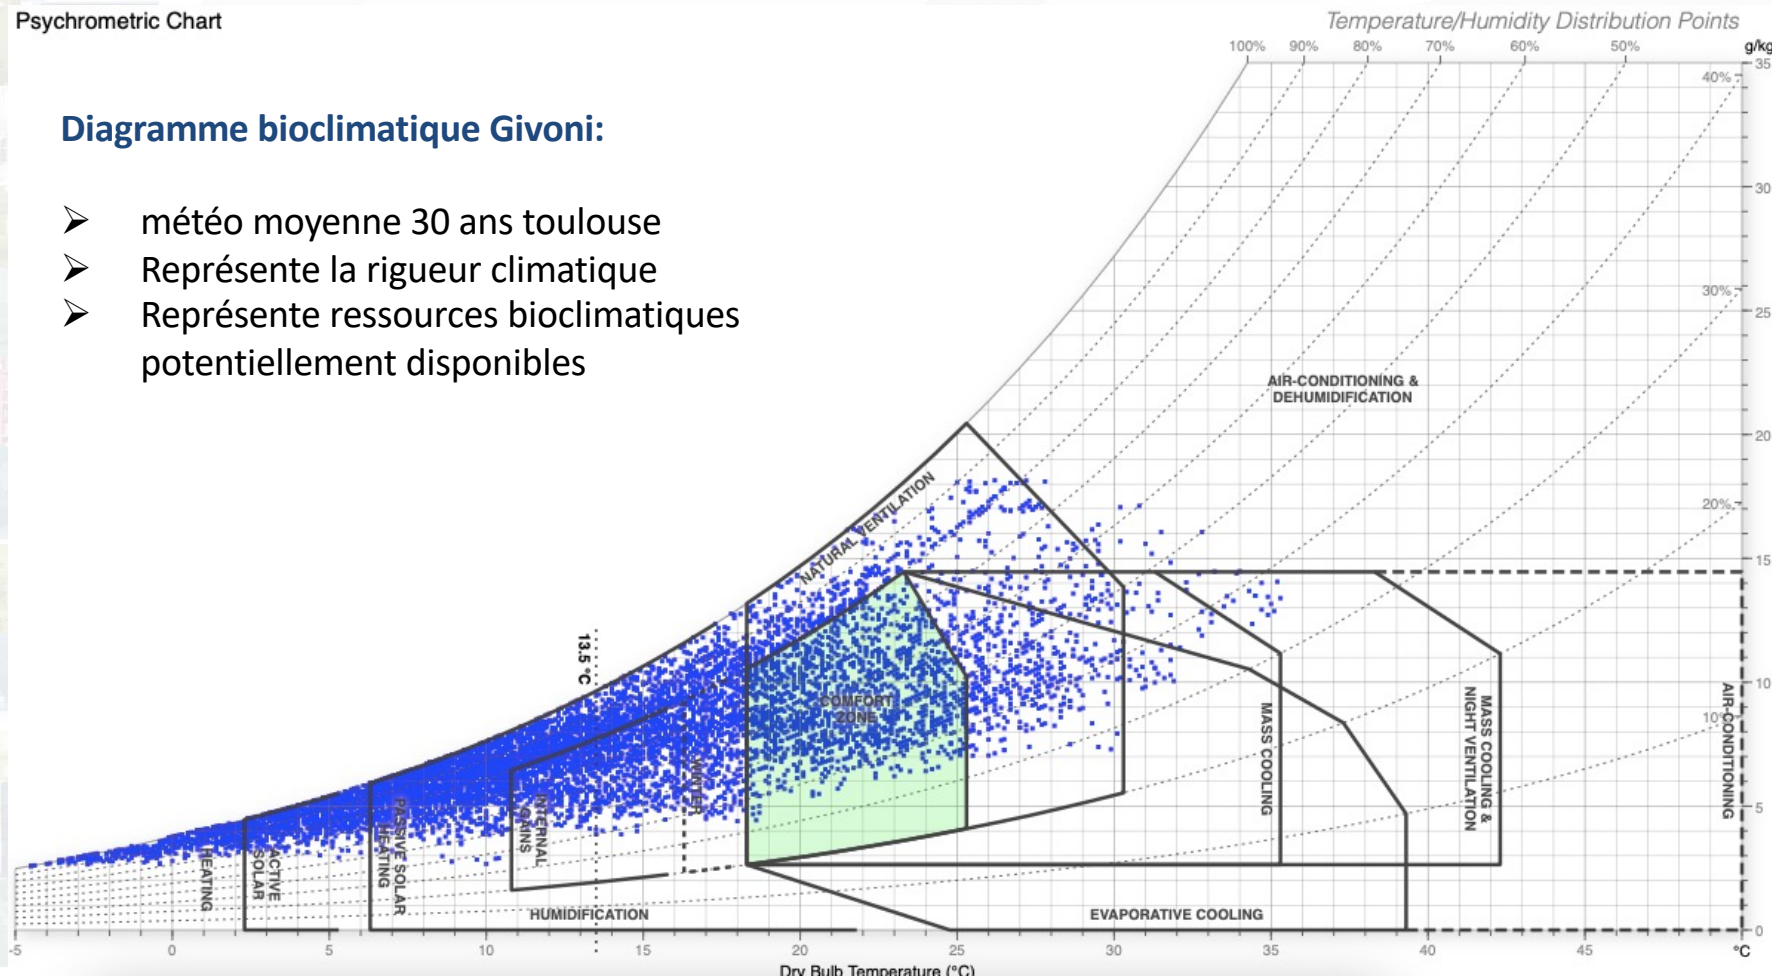 Psychrometric Chart
Temperature/Humidity Distribution Points
100% 90% 80% 70% 60% 50%
g/kg
35
40%
Diagramme bioclimatique Givoni:
➢ météo moyenne 30 ans toulouse
➢ Représente la rigueur climatique
➢ Représente ressources bioclimatiques
potentiellement disponibles
30
30%
25
AIR-CONDITIONING &
DEHUMIDIFICATION
20
NATURAL VENTILATION
20%
15
13.5 °C
COMFORT
ZONE
10
10%
WINTER
MASS COOLING
MASS COOLING &
NIGHT VENTILATION
AIR-CONDITIONING
5
INTERNAL
GAINS
PASSIVE SOLAR
HEATING
ACTIVE
SOLAR
HEATING
HUMIDIFICATION
EVAPORATIVE COOLING
0
-5 0 5 10 15 20 25 30 35 40 45 °C
Dry Bulb Temperature (°C)